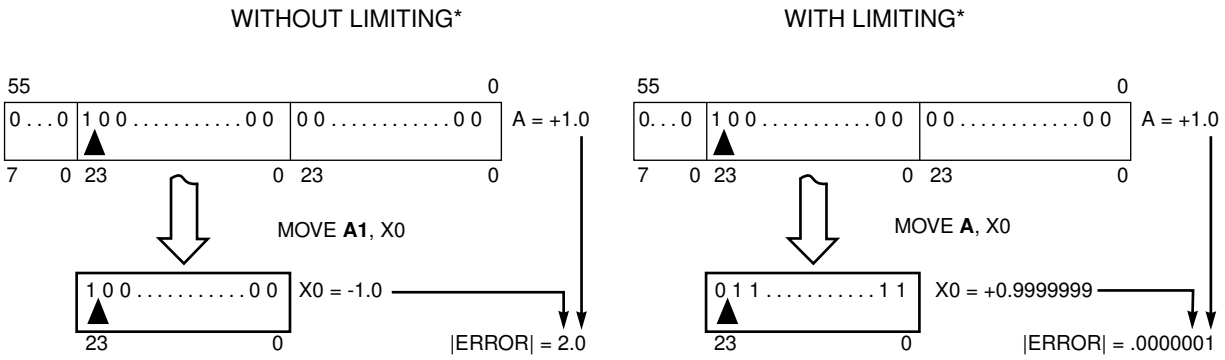 WITHOUT LIMITING*
55 0
0 . . . 0 1 0 0 . . . . . . . . . . . 0 0 0 0 . . . . . . . . . . . . 0 0 A = +1.0
7 0 23 0 23 0
MOVE A1, X0
1 0 0 . . . . . . . . . . . 0 0 X0 = -1.0
23 0 |ERROR| = 2.0
WITH LIMITING*
55 0
0. . . 0 1 0 0 . . . . . . . . . . . 0 0 0 0 . . . . . . . . . . . . 0 0 A = +1.0
7 0 23 0 23 0
MOVE A, X0
0 1 1 . . . . . . . . . . . 1 1 X0 = +0.9999999
23 0 |ERROR| = .0000001